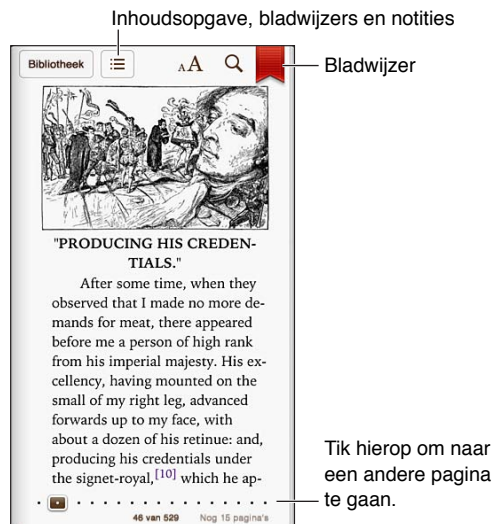 Inhoudsopgave, bladwijzers en notities
Bibliotheek
AA
Bladwijzer
"PRODUCING HIS CREDEN-
TIALS."
After some time, when they
observed that I made no more de-
mands for meat, there appeared
before me a person of high rank
from his imperial majesty. His ex-
cellency, having mounted on the
small of my right leg, advanced
forwards up to my face, with
about a dozen of his retinue: and,
producing his credentials under
the signet-royal,[10] which he ap-
Tik hierop om naar
een andere pagina
te gaan.
46 van 529 Nog 15 pagina's